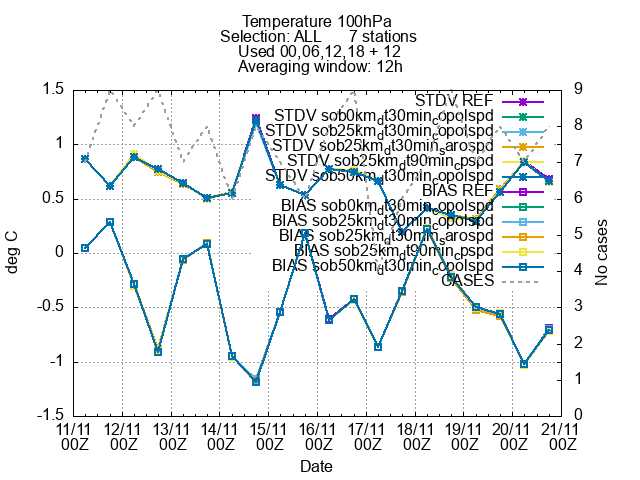 Temperature 100hPa
Selection: ALL 7 stations
Used 00,06,12,18 + 12
Averaging window: 12h
STDV REF
STDV sob0km_dt30min_copolspd
STDV sob25km_dt30min_copolspd
STDV sob25km_dt30min_sarospd
STDV sob25km_dt90min_cpspd
STDV sob50km_dt30min_copolspd
BIAS REF
BIAS sob0km_dt30min_copolspd
BIAS sob25km_dt30min_copolspd
BIAS sob25km_dt30min_sarospd
BIAS sob25km_dt90min_cpspd
BIAS sob50km_dt30min_copolspd
CASES
1.5
1
0.5
0
-0.5
-1
-1.5
deg C
9
8
7
6
5
4
3
2
1
0
No cases
11/11 12/11 13/11 14/11 15/11 16/11 17/11 18/11 19/11 20/11 21/11
00Z 00Z 00Z 00Z 00Z 00Z 00Z 00Z 00Z 00Z 00Z
Date